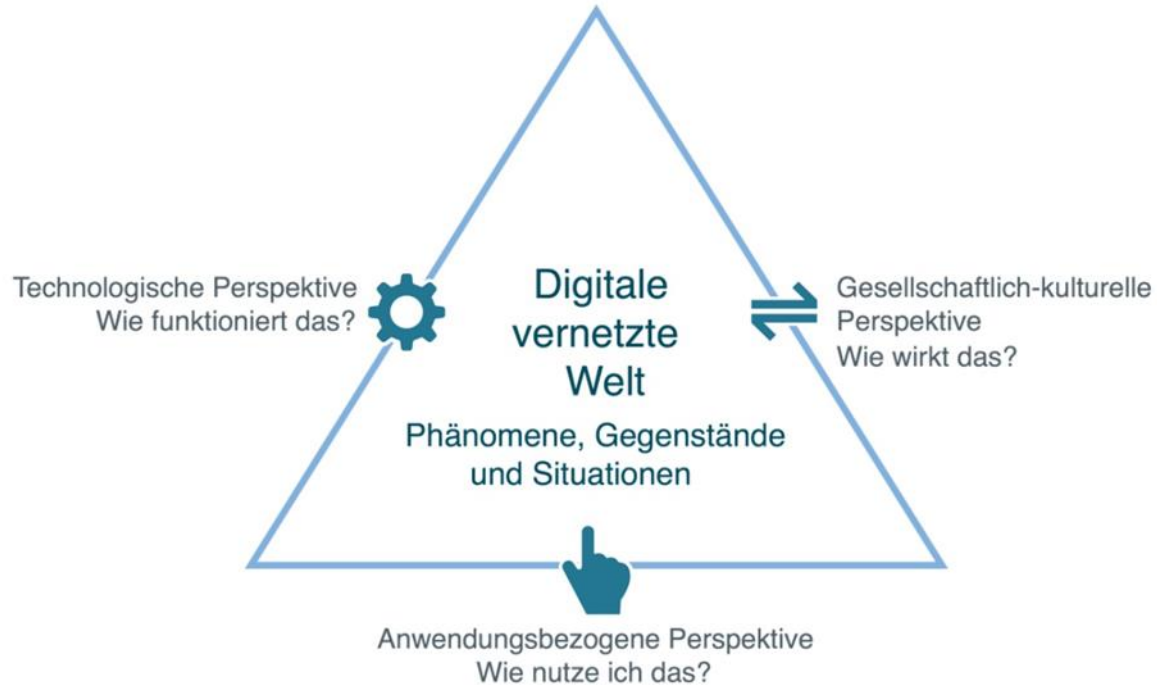 Technologische Perspektive
Wie funktioniert das?
Digitale
vernetzte
Welt
Phänomene, Gegenstände
und Situationen
Gesellschaftlich-kulturelle
Perspektive
Wie wirkt das?
Anwendungsbezogene Perspektive
Wie nutze ich das?